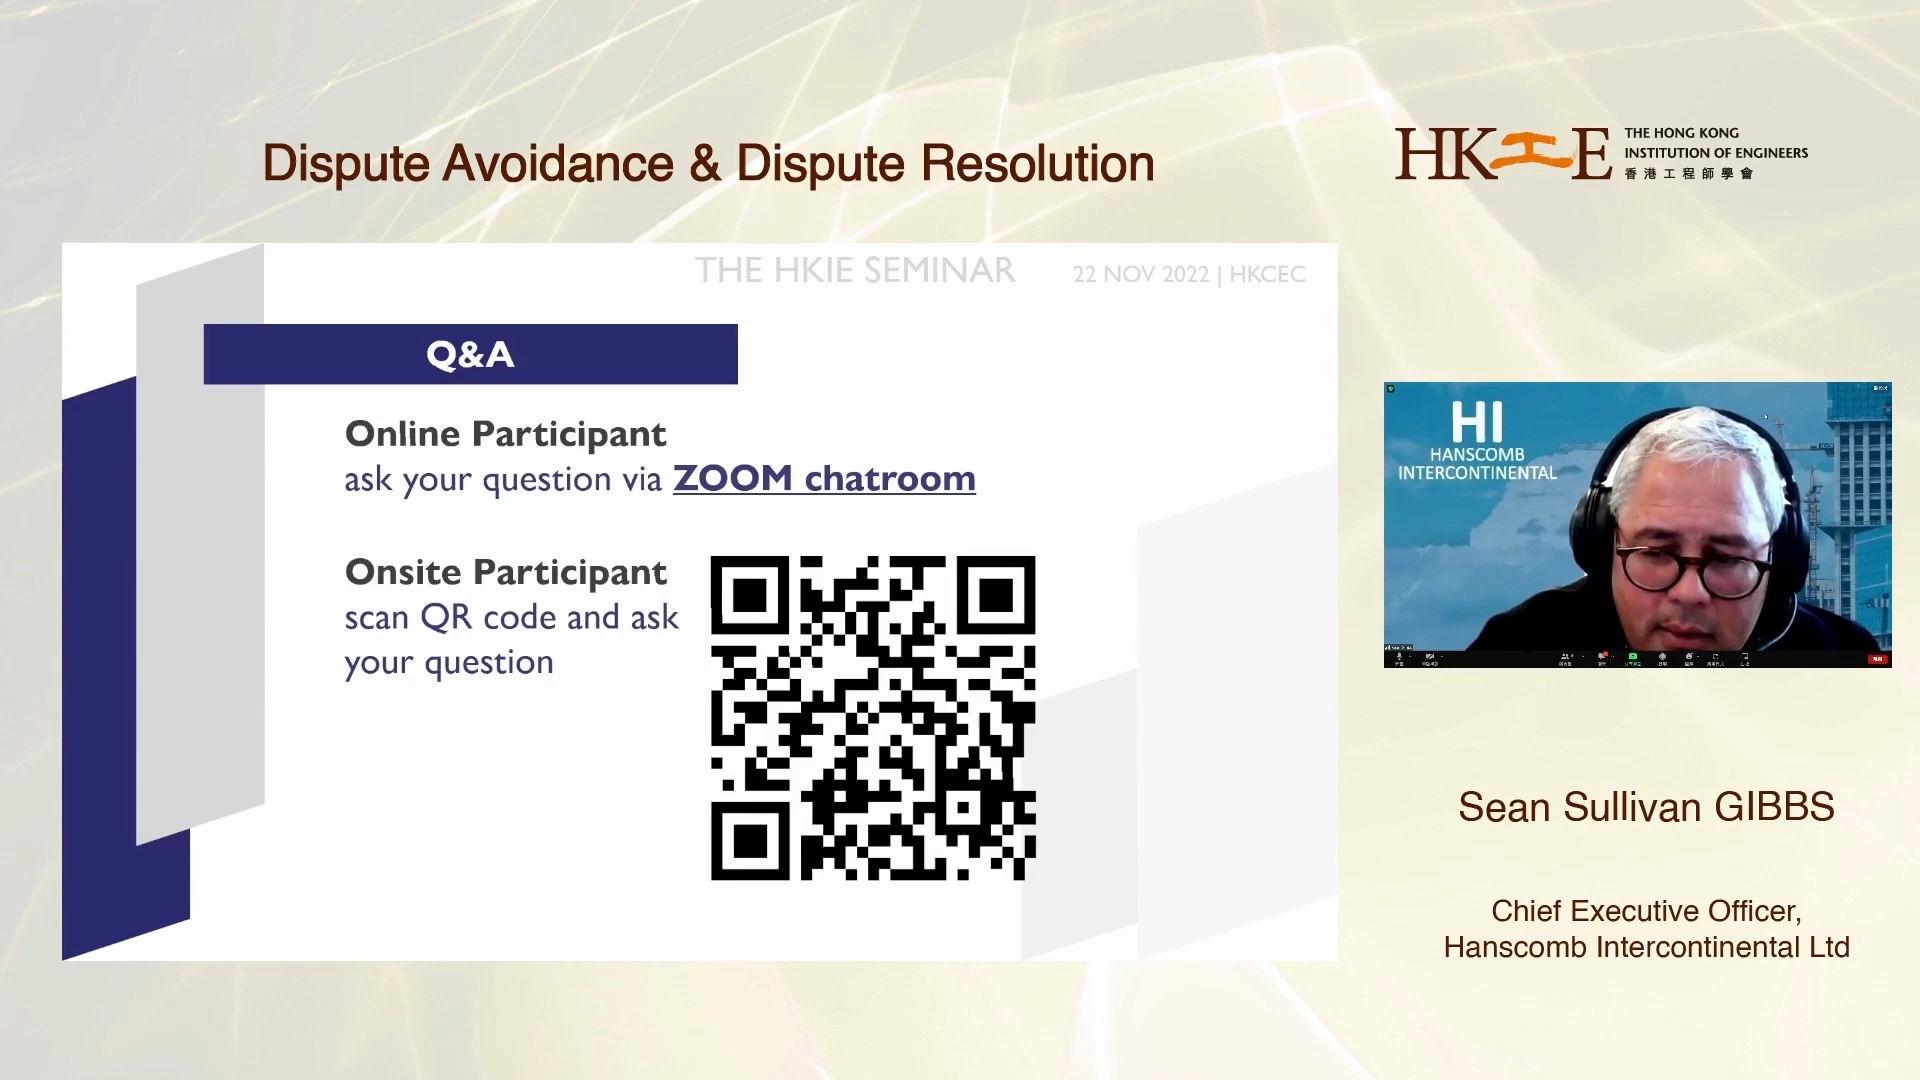 Dispute Avoidance & Dispute Resolution
HKIE
THE HONG KONG
INSTITUTION OF ENGINEERS
香港工程師學會
THE HKIE SEMINAR
22 NOV 2022 | HKCEC
Q&A
Online Participant
ask your question via ZOOM chatroom
Onsite Participant
scan QR code and ask
your question
HI
HANSCOMB
INTERCONTINENTAL
Sean Sullivan GIBBS
Chief Executive Officer,
Hanscomb Intercontinental Ltd